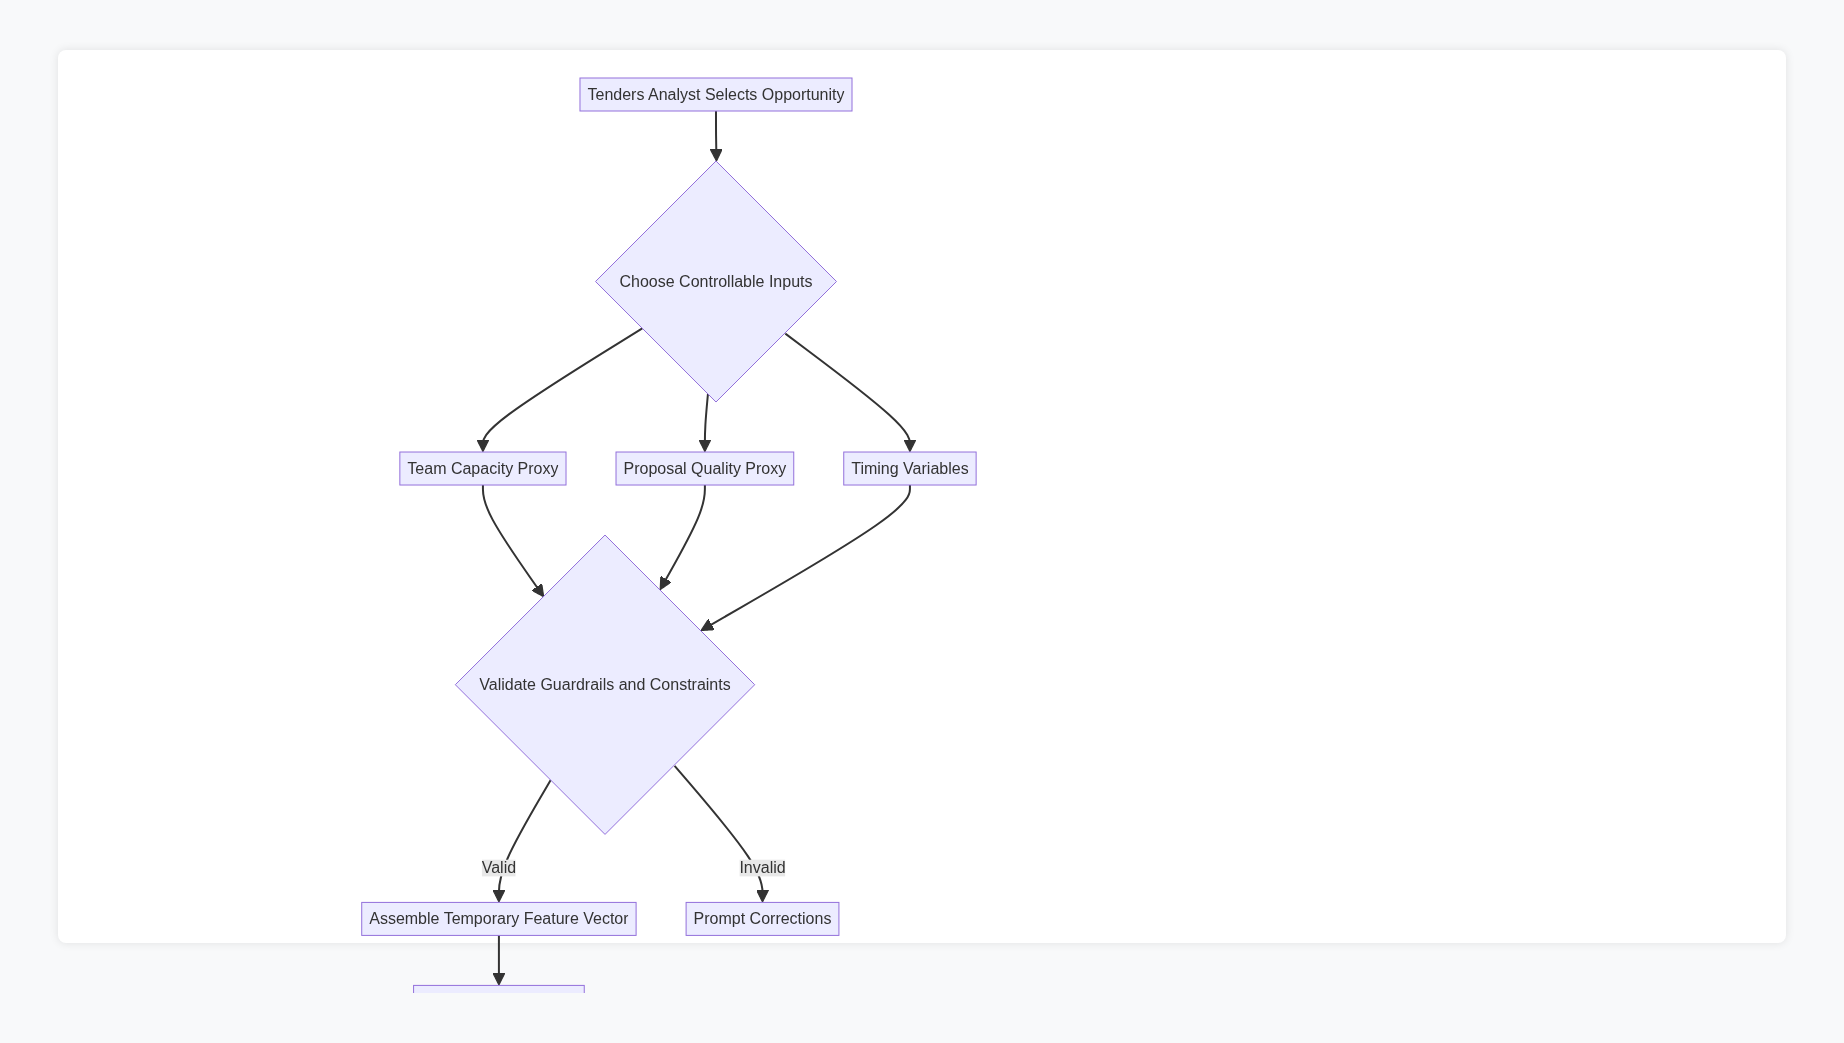 Tenders Analyst Selects Opportunity
Choose Controllable Inputs
Team Capacity Proxy
Proposal Quality Proxy
Timing Variables
Validate Guardrails and Constraints
Valid
Invalid
Assemble Temporary Feature Vector
Prompt Corrections